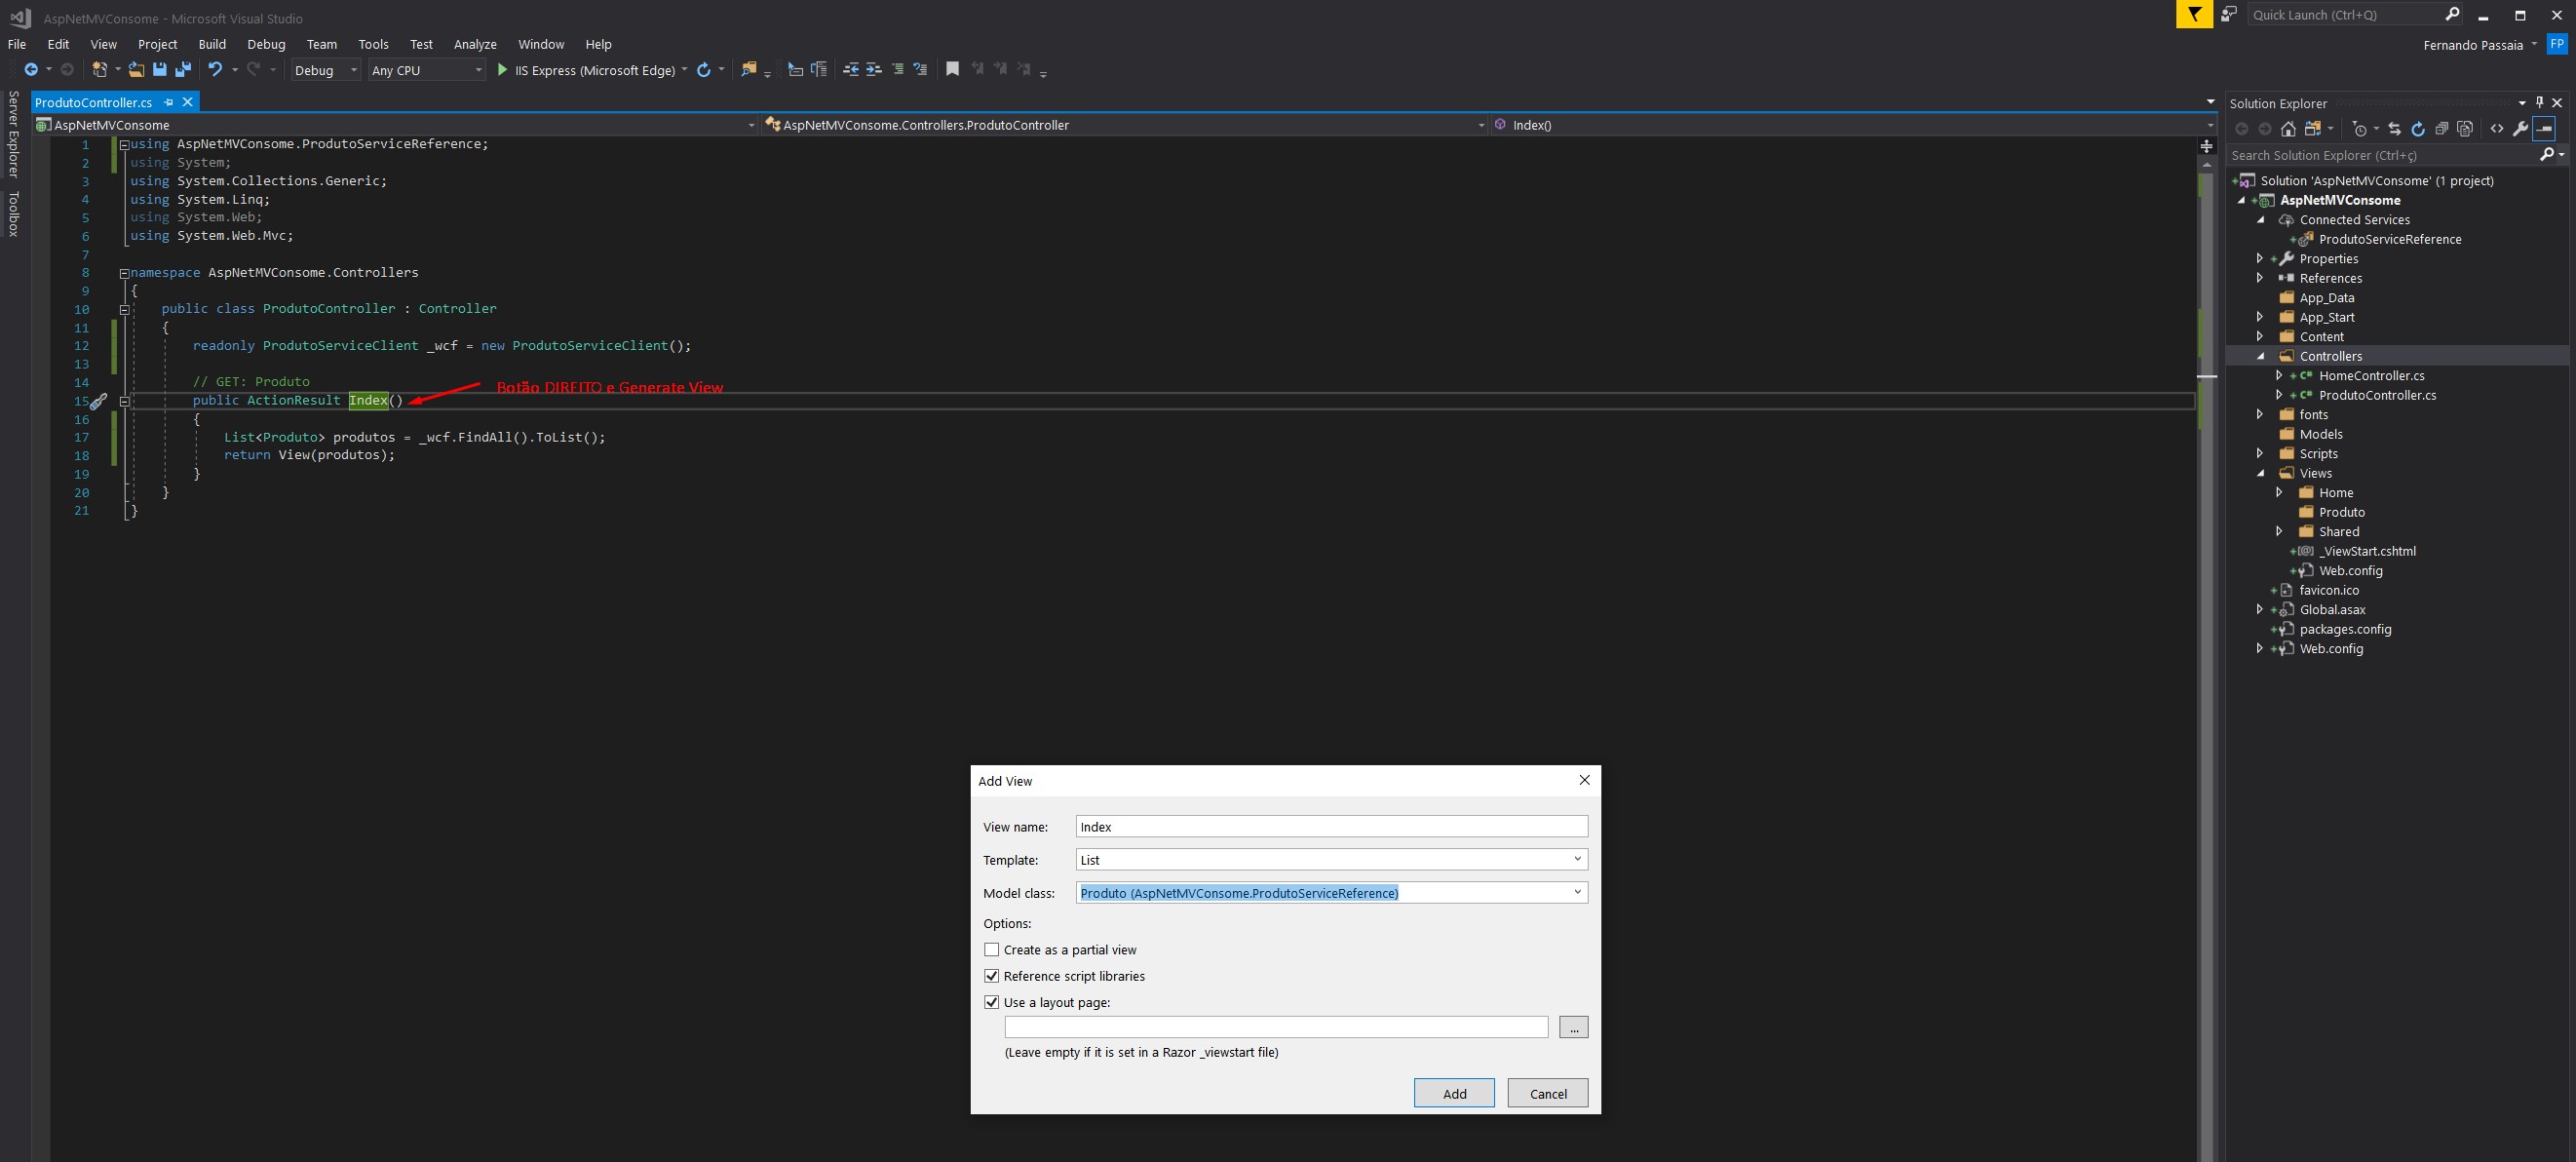 AspNetMVConsome - Microsoft Visual Studio
Quick Launch (Ctrl+Q)
File Edit View Project Build Debug Team Tools Test Analyze Window Help
Fernando Passaia FP
Debug Any CPU IIS Express (Microsoft Edge)
Server Explorer
Toolbox
ProdutoController.cs
AspNetMVConsome AspNetMVConsome.Controllers.ProdutoController Index()
1 using AspNetMVConsome.ProdutoServiceReference;
2 using System;
3 using System.Collections.Generic;
4 using System.Linq;
5 using System.Web;
6 using System.Web.Mvc;
7
8 namespace AspNetMVConsome.Controllers
9 {
10 public class ProdutoController : Controller
11 {
12 readonly ProdutoServiceClient _wcf = new ProdutoServiceClient();
13
14 // GET: Produto
Botão DIREITO e Generate View
15 public ActionResult Index()
16 {
17 List<Produto> produtos = _wcf.FindAll().ToList();
18 return View(produtos);
19 }
20 }
21 }
Solution Explorer
Search Solution Explorer (Ctrl+ç)
Solution 'AspNetMVConsome' (1 project)
AspNetMVConsome
Connected Services
ProdutoServiceReference
Properties
References
App_Data
App_Start
Content
Controllers
C# HomeController.cs
C# ProdutoController.cs
fonts
Models
Scripts
Views
Home
Produto
Shared
[@] _ViewStart.cshtml
Web.config
favicon.ico
Global.asax
packages.config
Web.config
Add View
View name: Index
Template: List
Model class: Produto (AspNetMVConsome.ProdutoServiceReference)
Options:
Create as a partial view
Reference script libraries
Use a layout page:
...
(Leave empty if it is set in a Razor _viewstart file)
Add Cancel